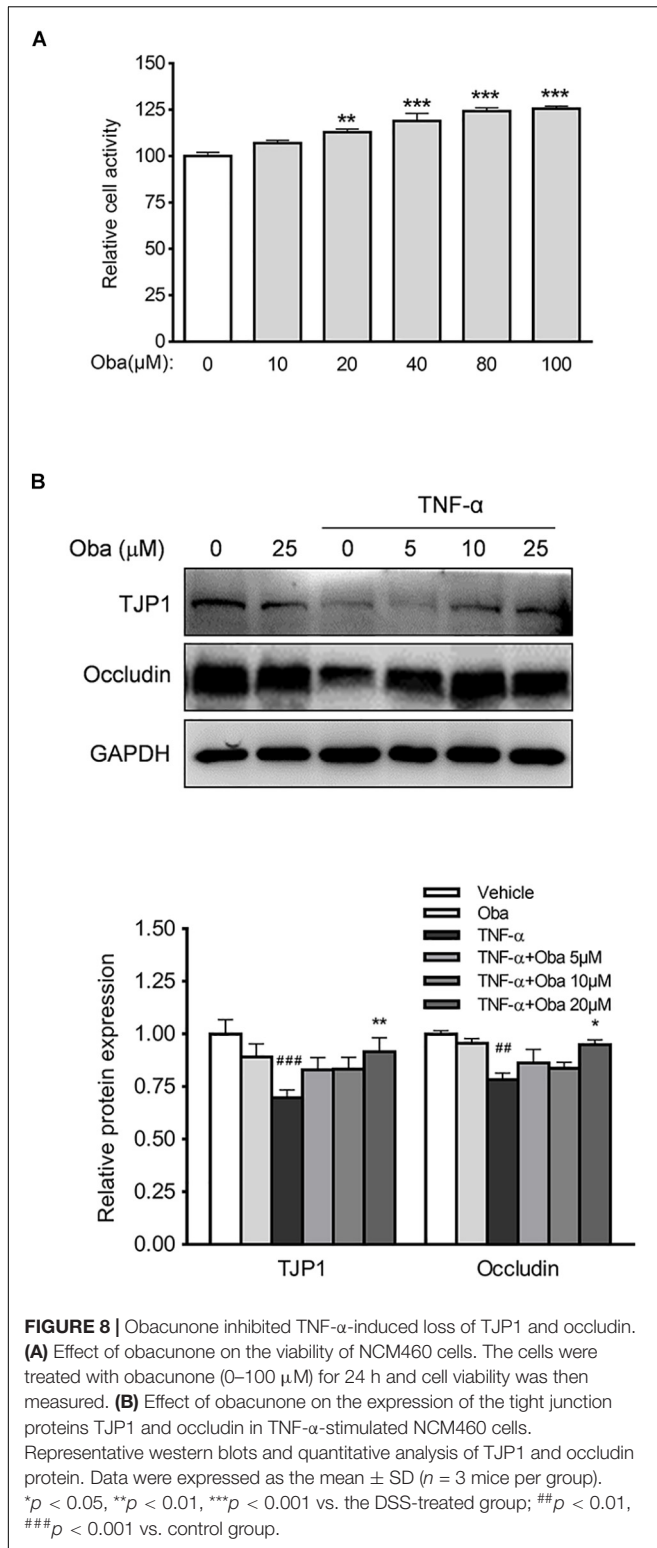 A
Relative cell activity
150
125
100
75
50
25
0
** *** *** ***
Oba(µM): 0 10 20 40 80 100
B
TNF-α
Oba (µM) 0 25 0 5 10 25
TJP1
Occludin
GAPDH
Relative protein expression
1.50
1.25
1.00
0.75
0.50
0.25
0.00
Vehicle
Oba
TNF-α
TNF-α+Oba 5µM
TNF-α+Oba 10µM
TNF-α+Oba 20µM
### ** ## *
TJP1 Occludin
FIGURE 8 | Obacunone inhibited TNF-α-induced loss of TJP1 and occludin.
(A) Effect of obacunone on the viability of NCM460 cells. The cells were
treated with obacunone (0–100 µM) for 24 h and cell viability was then
measured. (B) Effect of obacunone on the expression of the tight junction
proteins TJP1 and occludin in TNF-α-stimulated NCM460 cells.
Representative western blots and quantitative analysis of TJP1 and occludin
protein. Data were expressed as the mean ± SD (n = 3 mice per group).
*p < 0.05, **p < 0.01, ***p < 0.001 vs. the DSS-treated group; ##p < 0.01,
###p < 0.001 vs. control group.